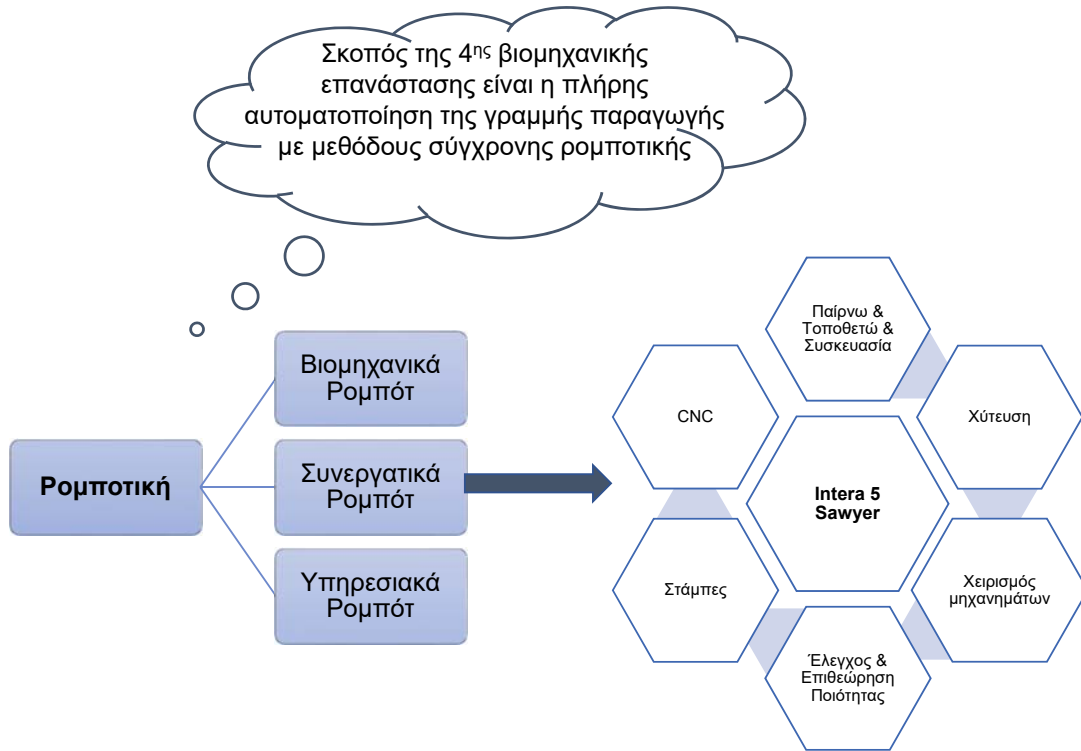 Σκοπός της 4ης βιομηχανικής
επανάστασης είναι η πλήρης
αυτοματοποίηση της γραμμής παραγωγής
με μεθόδους σύγχρονης ρομποτικής
Ρομποτική
Βιομηχανικά
Ρομπότ
Συνεργατικά
Ρομπότ
Υπηρεσιακά
Ρομπότ
Παίρνω &
Τοποθετώ &
Συσκευασία
CNC
Χύτευση
Intera 5
Sawyer
Στάμπες
Χειρισμός
μηχανημάτων
Έλεγχος &
Επιθεώρηση
Ποιότητας